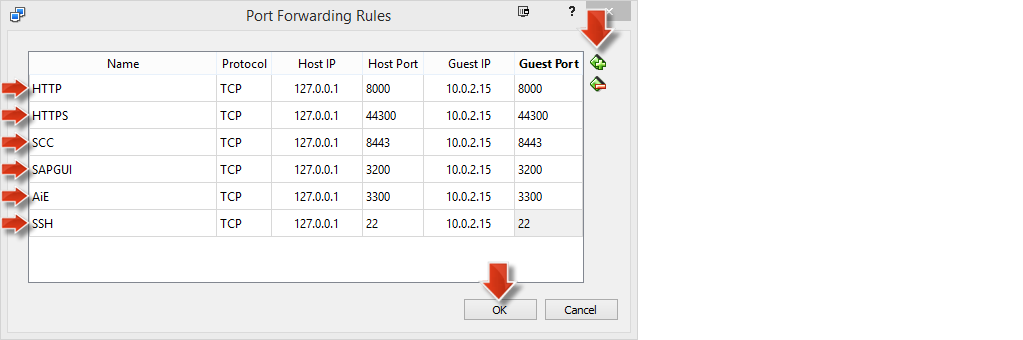 Port Forwarding Rules
?
Name Protocol Host IP Host Port Guest IP Guest Port
HTTP TCP 127.0.0.1 8000 10.0.2.15 8000
HTTPS TCP 127.0.0.1 44300 10.0.2.15 44300
SCC TCP 127.0.0.1 8443 10.0.2.15 8443
SAPGUI TCP 127.0.0.1 3200 10.0.2.15 3200
AiE TCP 127.0.0.1 3300 10.0.2.15 3300
SSH TCP 127.0.0.1 22 10.0.2.15 22
OK Cancel